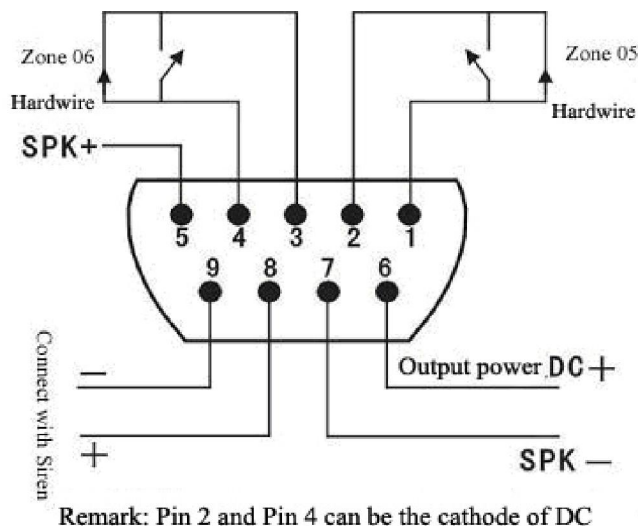 Zone 06
Zone 05
Hardwire
Hardwire
SPK+
5 4 3 2 1
9 8 7 6
Connect with Siren
−
Output power DC+
+
SPK −
Remark: Pin 2 and Pin 4 can be the cathode of DC